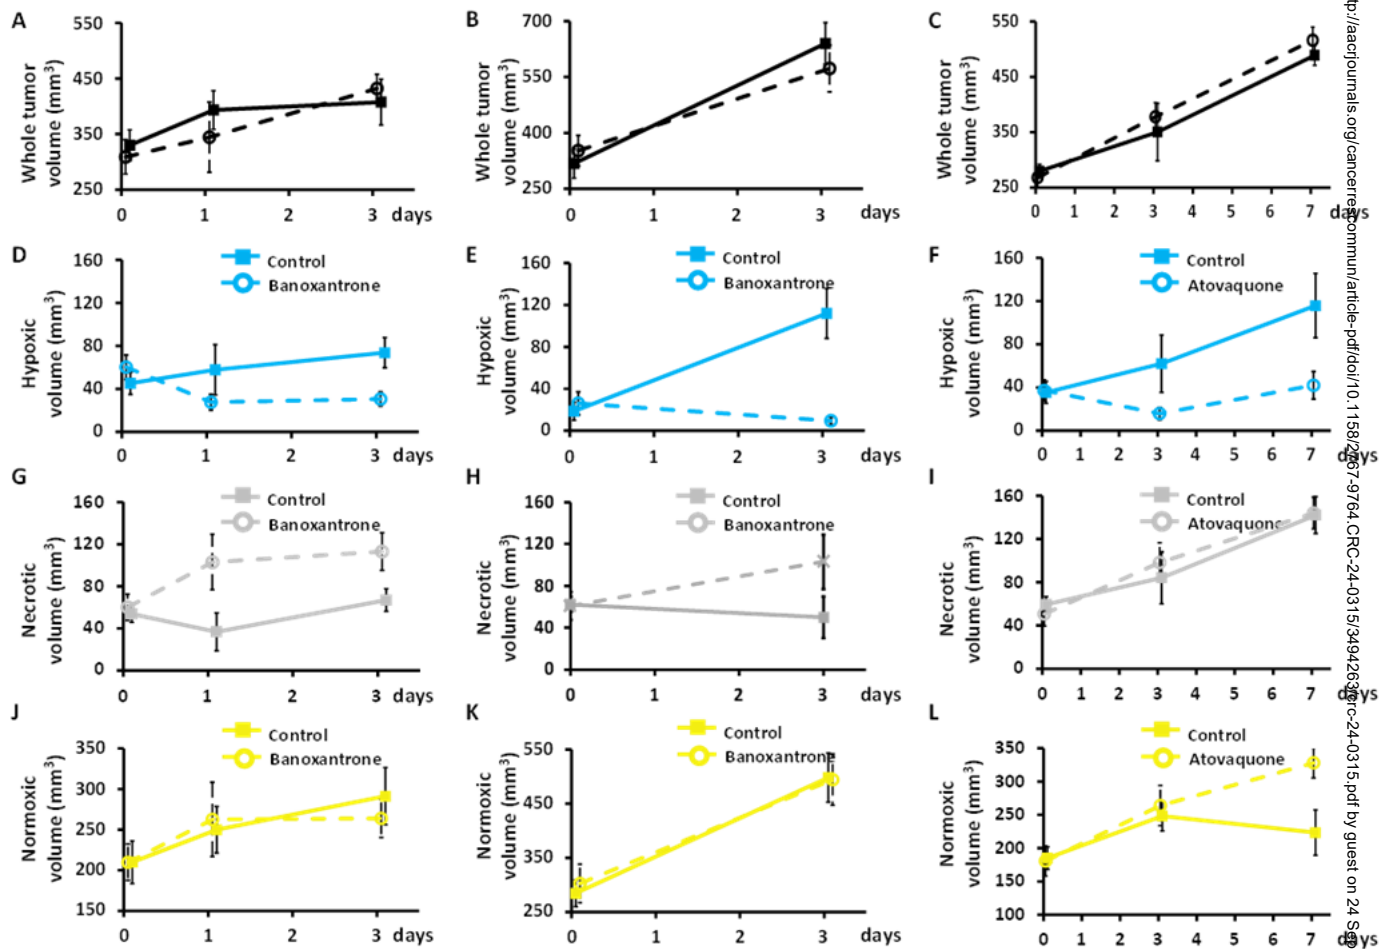 A
550
450
350
250
Whole tumor
volume (mm³)
0 1 2 3 days
B
700
550
400
250
Whole tumor
volume (mm³)
0 2 3 days
C
550
450
350
250
Whole tumor
volume (mm³)
0 1 2 3 4 5 6 7 days
D
Control
Banoxantrone
160
120
80
40
0
Hypoxic
volume (mm³)
0 1 2 3 days
E
Control
Banoxantrone
160
120
80
40
0
Hypoxic
volume (mm³)
0 1 2 3 days
F
Control
Atovaquone
160
120
80
40
0
Hypoxic
volume (mm³)
0 1 2 3 4 5 6 7 days
G
Control
Banoxantrone
160
120
80
40
0
Necrotic
volume (mm³)
0 1 2 3 days
H
Control
Banoxantrone
160
120
80
40
0
Necrotic
volume (mm³)
0 1 2 3 days
I
Control
Atovaquone
160
120
80
40
0
Necrotic
volume (mm³)
0 1 2 3 4 5 6 7 days
J
Control
Banoxantrone
350
300
250
200
150
Normoxic
volume (mm³)
0 1 2 3 days
K
Control
Banoxantrone
550
450
350
250
Normoxic
volume (mm³)
0 1 2 3 days
L
Control
Atovaquone
350
300
250
200
150
100
Normoxic
volume (mm³)
0 1 2 3 4 5 6 7 days